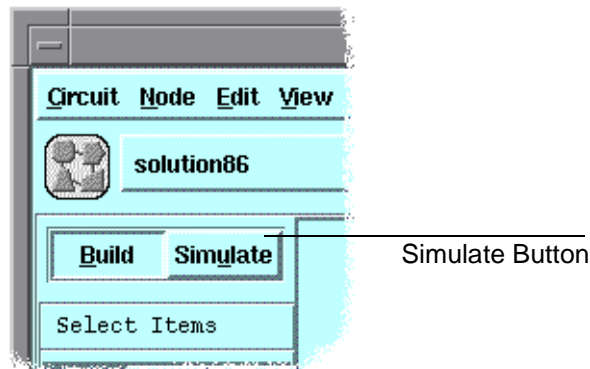 Circuit Node Edit View
solution86
Build Simulate
Simulate Button
Select Items